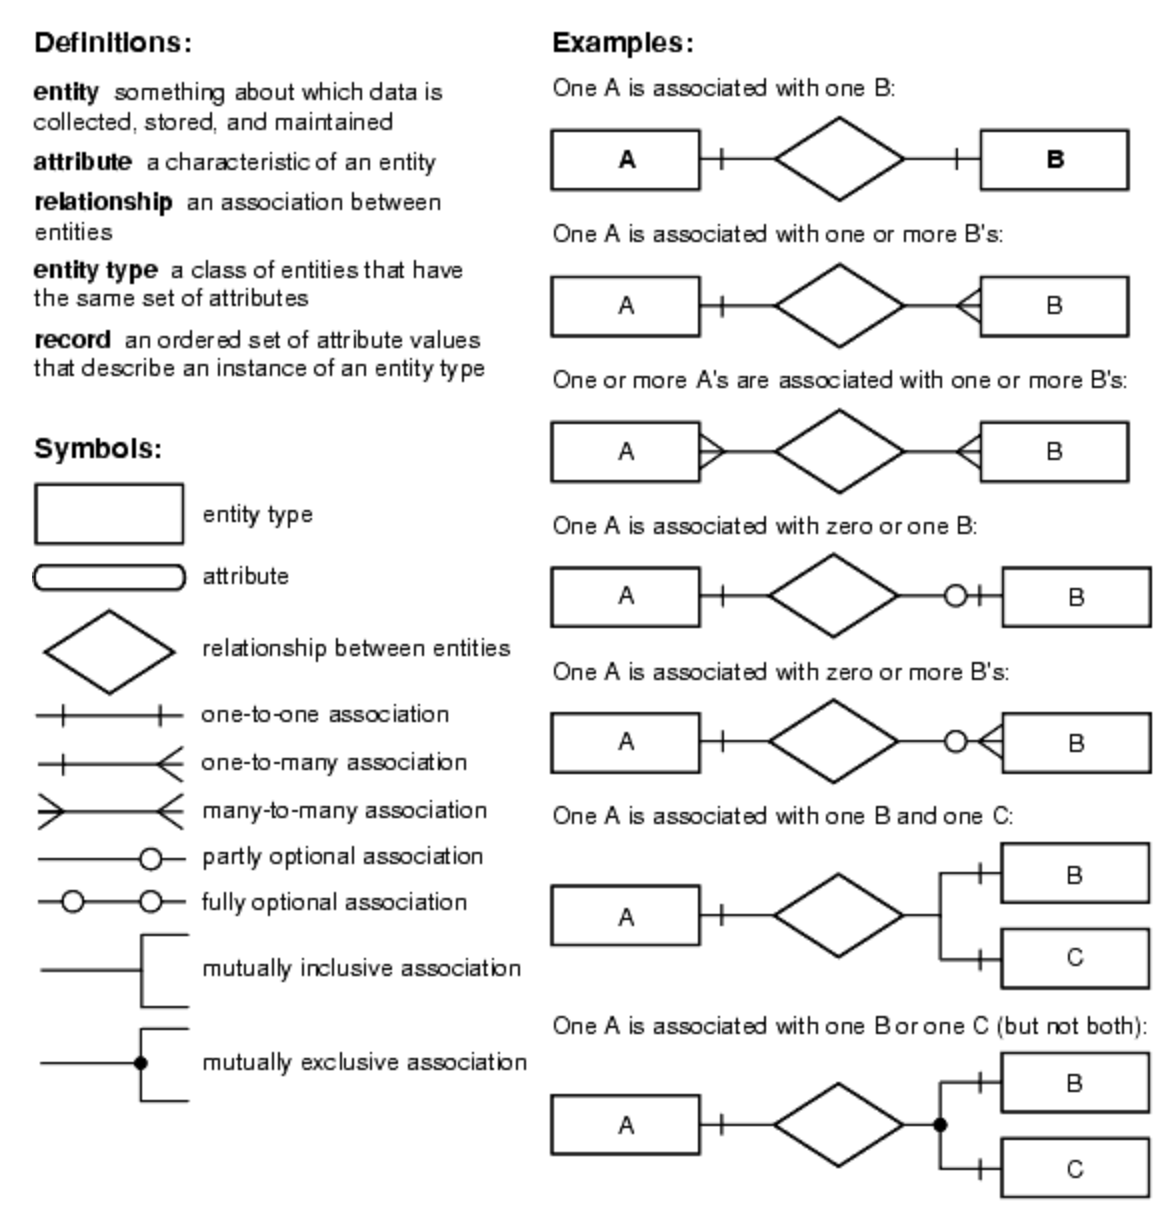 Definitions:
entity something about which data is
collected, stored, and maintained
attribute a characteristic of an entity
relationship an association between
entities
entity type a class of entities that have
the same set of attributes
record an ordered set of attribute values
that describe an instance of an entity type
Symbols:
entity type
attribute
relationship between entities
one-to-one association
one-to-many association
many-to-many association
partly optional association
fully optional association
mutually inclusive association
mutually exclusive association
Examples:
One A is associated with one B:
A
B
One A is associated with one or more B's:
A
B
One or more A's are associated with one or more B's:
A
B
One A is associated with zero or one B:
A
B
One A is associated with zero or more B's:
A
B
One A is associated with one B and one C:
A
B
C
One A is associated with one B or one C (but not both):
A
B
C